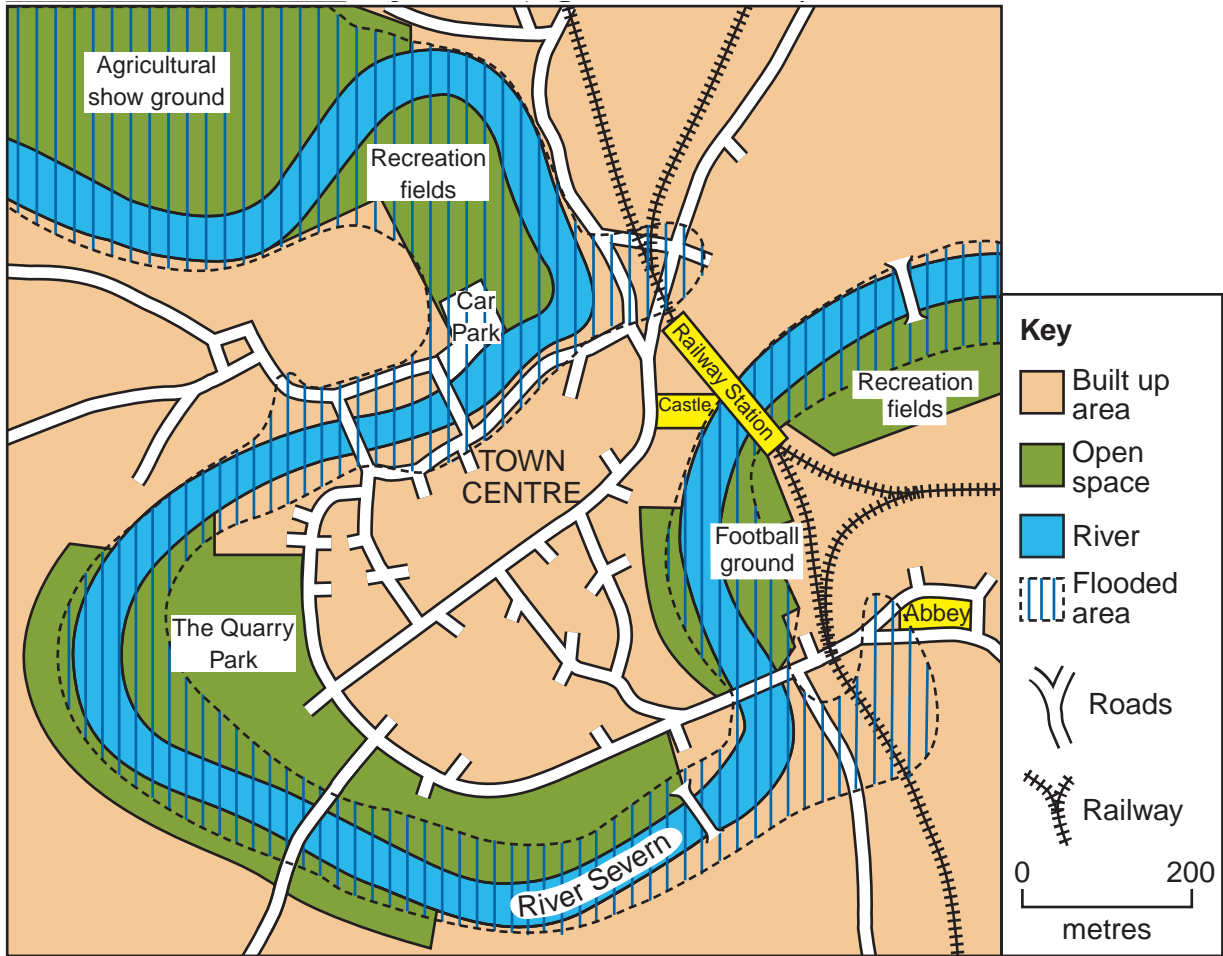 Agricultural
show ground
Recreation
fields
Car
Park
Railway Station
Castle
Recreation
fields
TOWN
CENTRE
Football
ground
Abbey
The Quarry
Park
River Severn
Key
Built up
area
Open
space
River
Flooded
area
Roads
Railway
0 200
metres